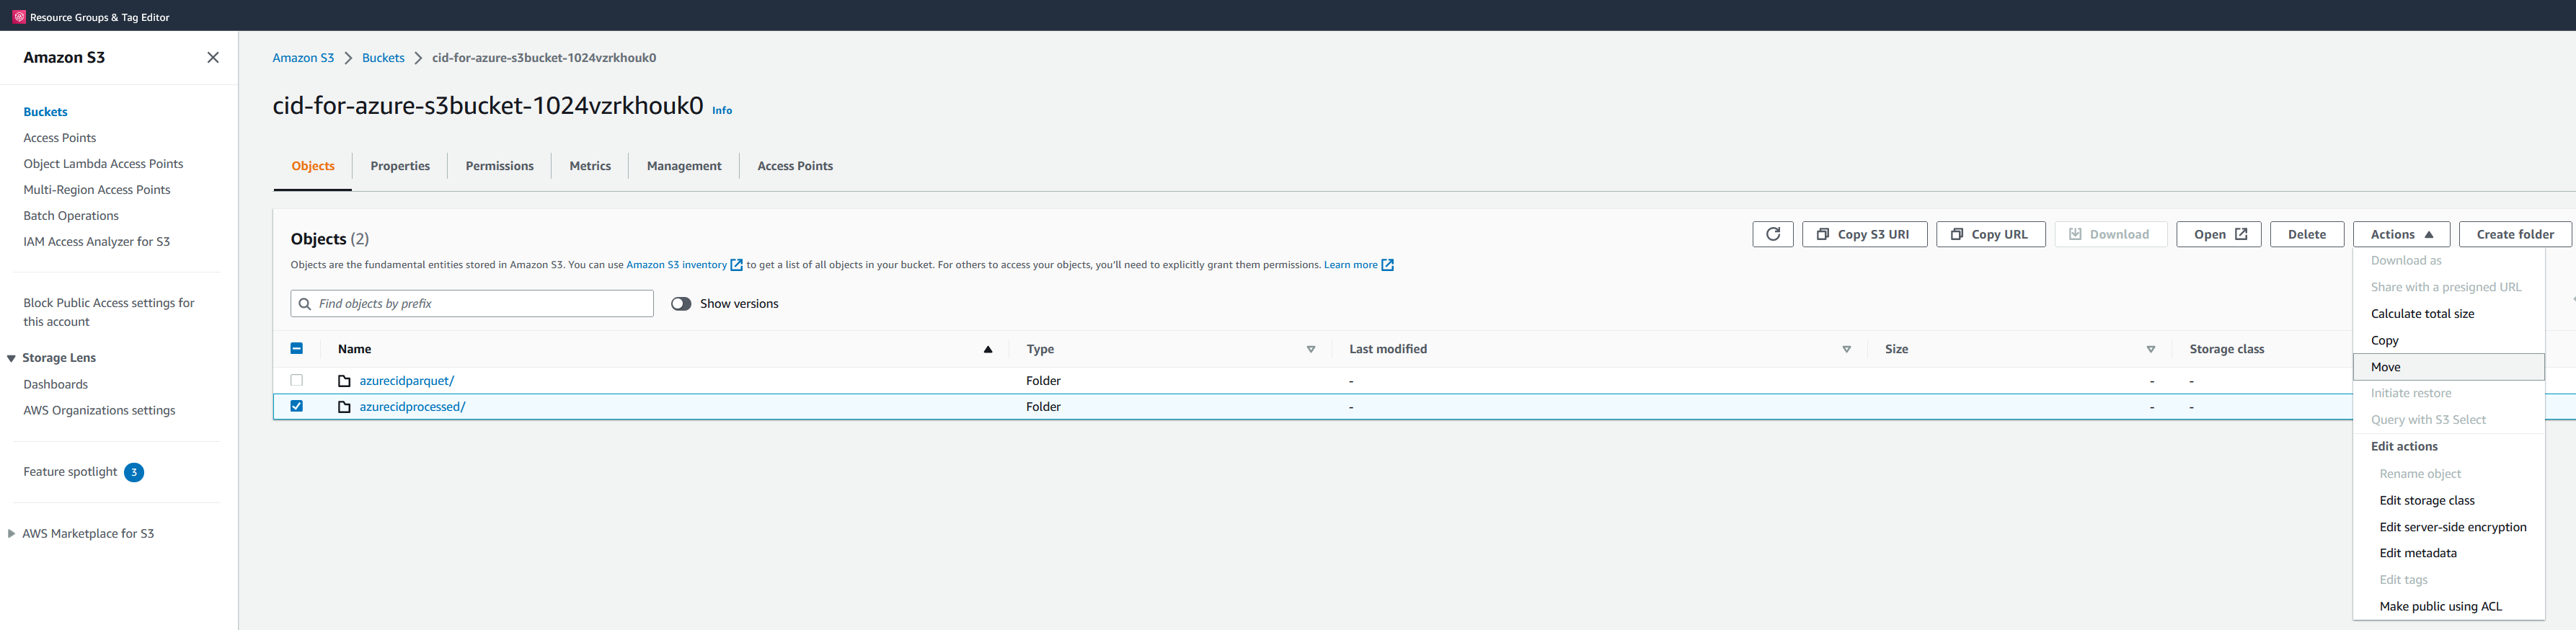 Resource Groups & Tag Editor
Amazon S3
Buckets
Access Points
Object Lambda Access Points
Multi-Region Access Points
Batch Operations
IAM Access Analyzer for S3
Block Public Access settings for
this account
Storage Lens
Dashboards
AWS Organizations settings
Feature spotlight 3
AWS Marketplace for S3
Amazon S3 Buckets cid-for-azure-s3bucket-1024vzrkhouk0
cid-for-azure-s3bucket-1024vzrkhouk0 Info
Objects Properties Permissions Metrics Management Access Points
Objects (2)
Copy S3 URI Copy URL Download Open Delete Actions Create folder
Objects are the fundamental entities stored in Amazon S3. You can use Amazon S3 inventory to get a list of all objects in your bucket. For others to access your objects, you'll need to explicitly grant them permissions. Learn more
Find objects by prefix Show versions
Name Type Last modified Size Storage class
azurecidparquet/ Folder - - -
azurecidprocessed/ Folder - - -
Download as
Share with a presigned URL
Calculate total size
Copy
Move
Initiate restore
Query with S3 Select
Edit actions
Rename object
Edit storage class
Edit server-side encryption
Edit metadata
Edit tags
Make public using ACL